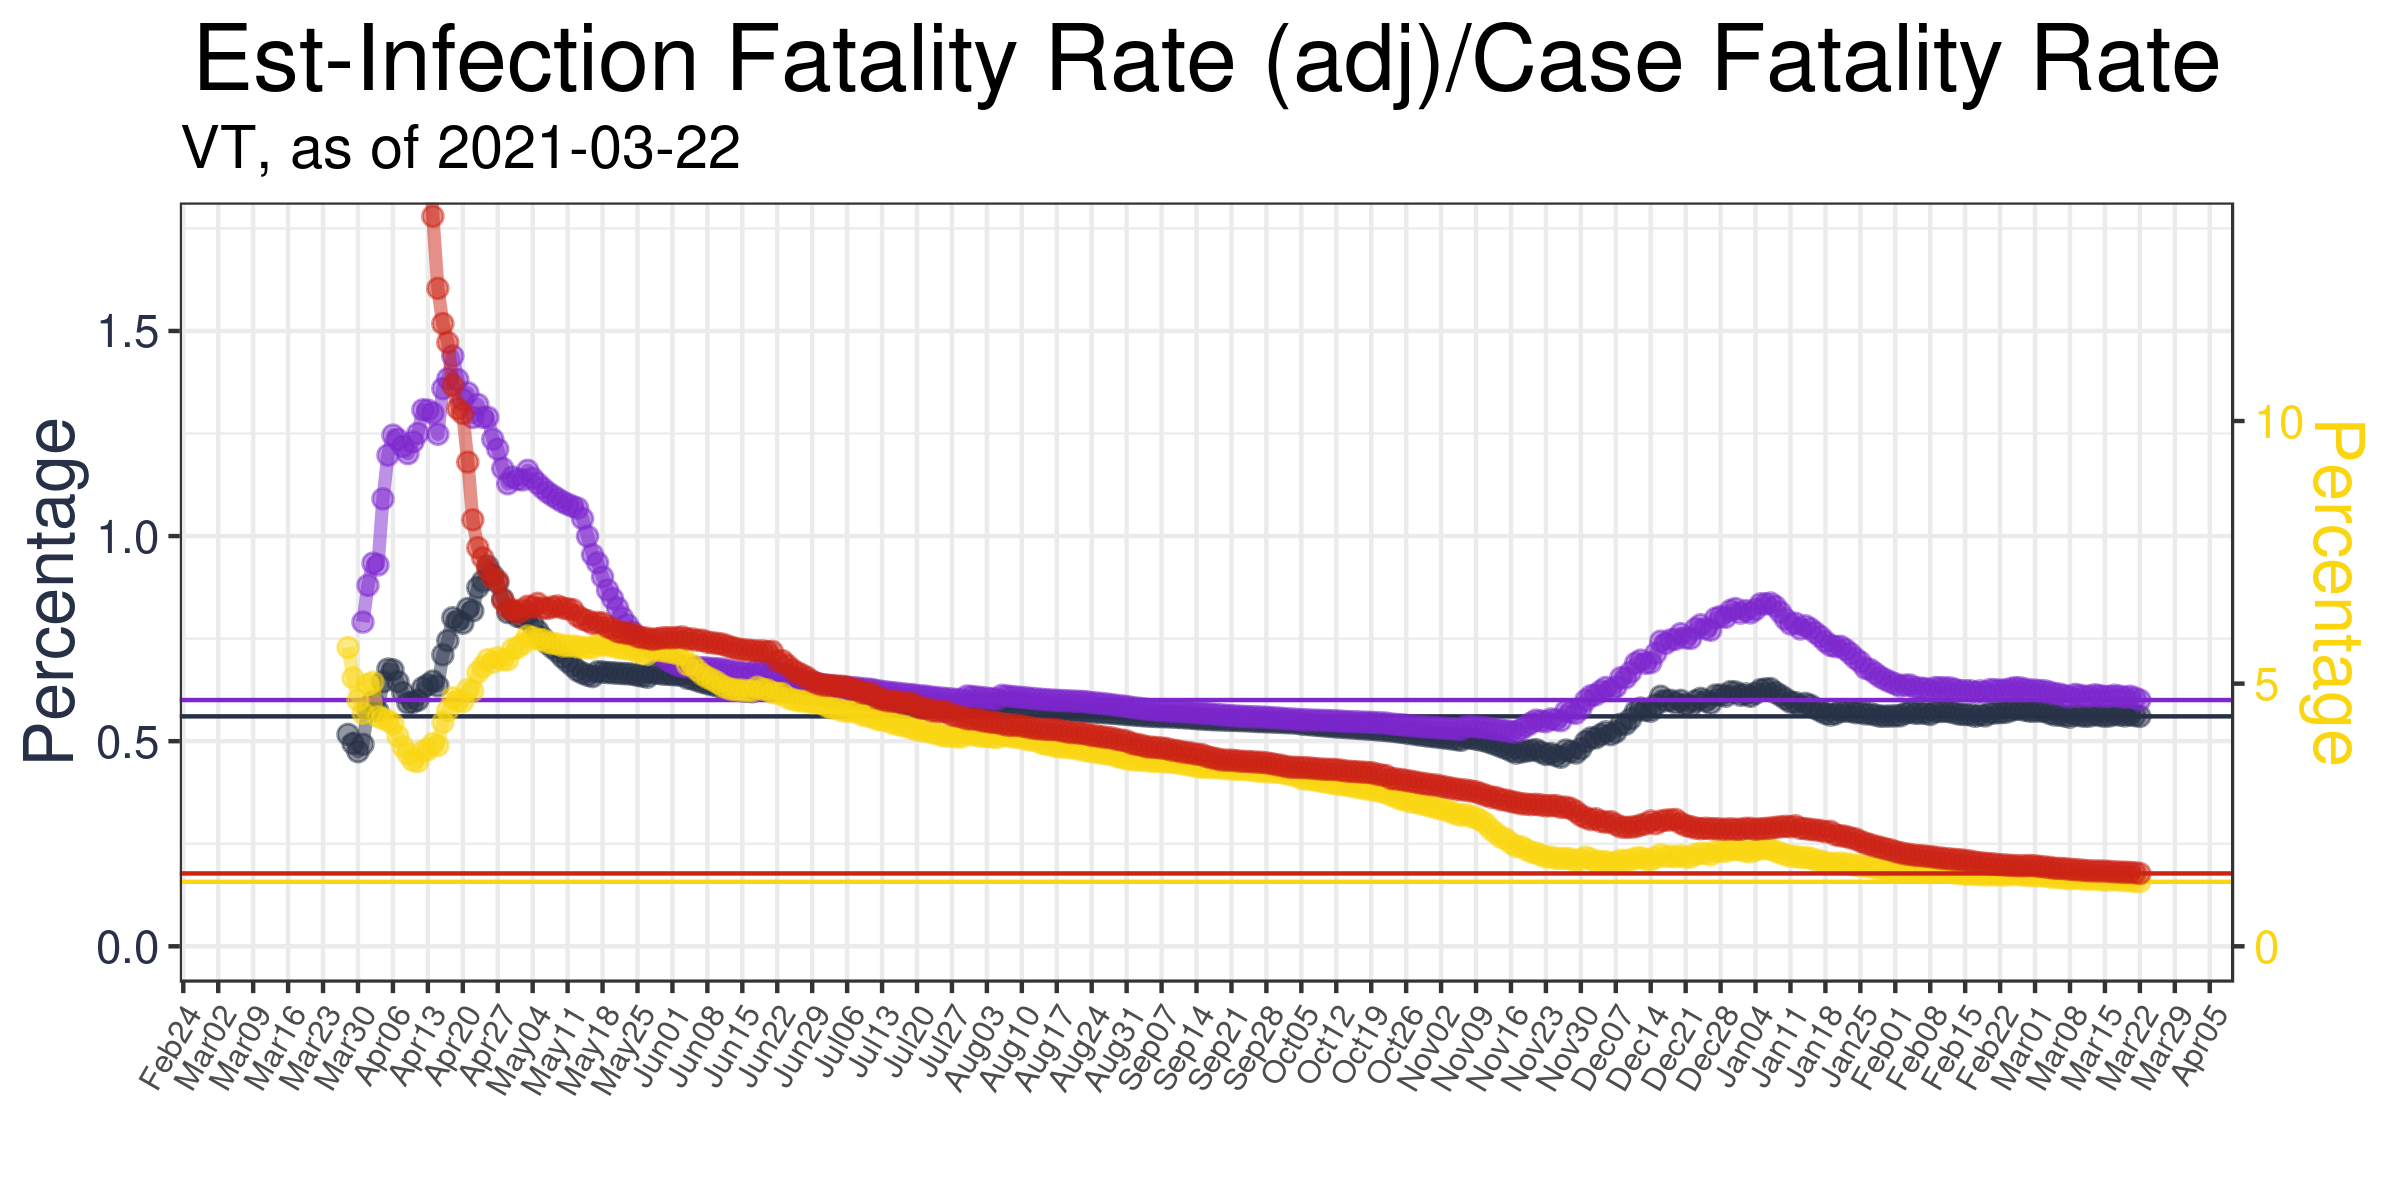 Est-Infection Fatality Rate (adj)/Case Fatality Rate
VT, as of 2021-03-22
Percentage
1.5
1.0
0.5
0.0
10
5
0
Percentage
Feb24 Mar02 Mar09 Mar16 Mar23 Mar30 Apr06 Apr13 Apr20 Apr27 May04 May11 May18 May25 Jun01 Jun08 Jun15 Jun22 Jun29 Jul06 Jul13 Jul20 Jul27 Aug03 Aug10 Aug17 Aug24 Aug31 Sep07 Sep14 Sep21 Sep28 Oct05 Oct12 Oct19 Oct26 Nov02 Nov09 Nov16 Nov23 Nov30 Dec07 Dec14 Dec21 Dec28 Jan04 Jan11 Jan18 Jan25 Feb01 Feb08 Feb15 Feb22 Mar01 Mar08 Mar15 Mar22 Mar29 Apr05